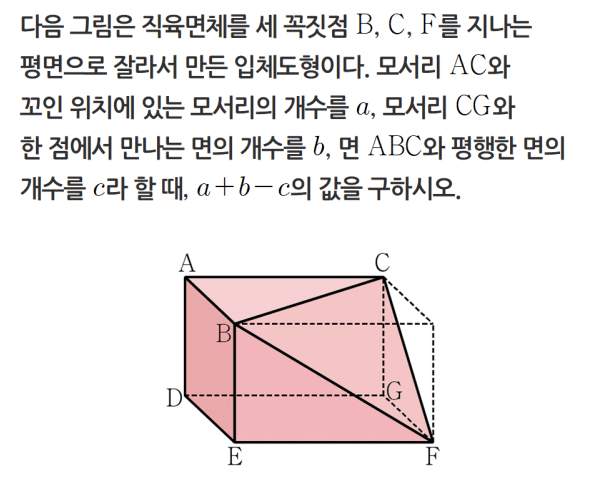 다음 그림은 직육면체를 세 꼭짓점 B, C, F를 지나는
평면으로 잘라서 만든 입체도형이다. 모서리 AC와
꼬인 위치에 있는 모서리의 개수를 a, 모서리 CG와
한 점에서 만나는 면의 개수를 b, 면 ABC와 평행한 면의
개수를 c라 할 때, a+b-c의 값을 구하시오.
A C
B
D G
E F